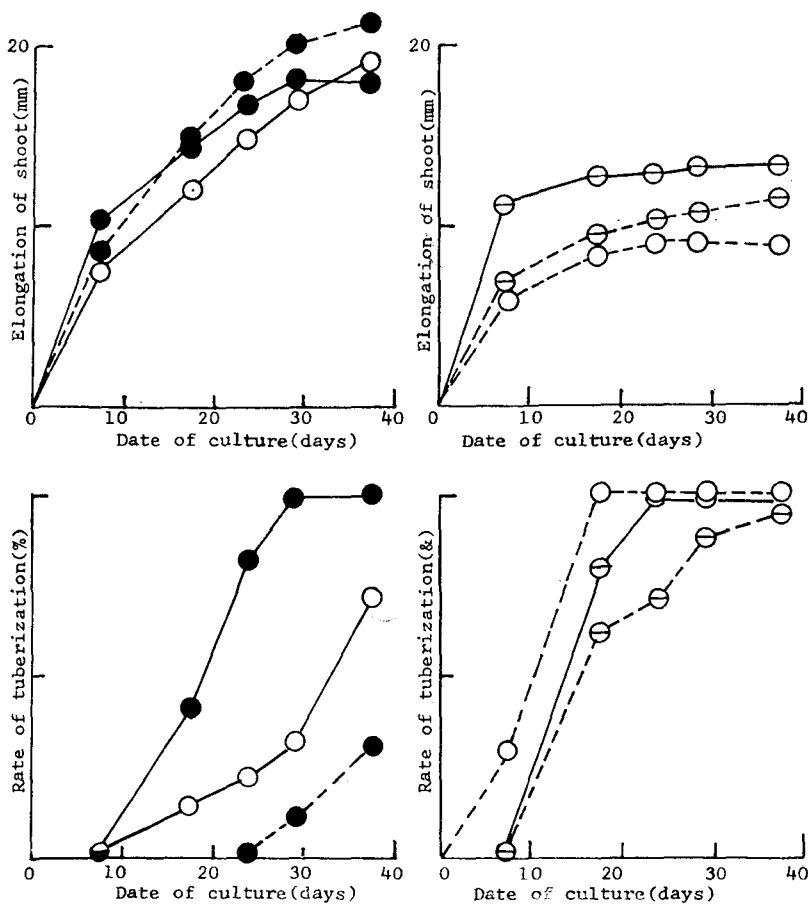 20
Elongation of shoot(mm)
0
10
20
30
40
Date of culture(days)
20
Elongation of shoot(mm)
0
10
20
30
40
Date of culture(days)
Rate of tuberization(%)
0
10
20
30
40
Date of culture(days)
Rate of tuberization(&)
0
10
20
30
40
Date of culture(days)